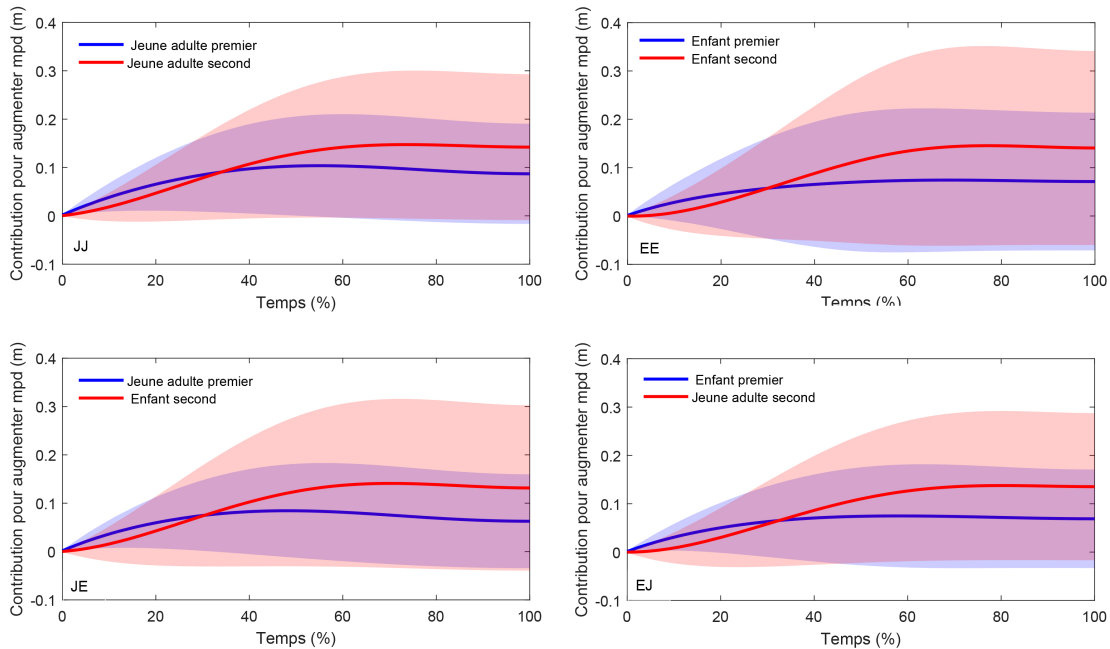 Contribution pour augmenter mpd (m)
0.4
0.3
0.2
0.1
0
-0.1
Jeune adulte premier
Jeune adulte second
JJ
0 20 40 60 80 100
Temps (%)
Contribution pour augmenter mpd (m)
0.4
0.3
0.2
0.1
0
-0.1
Enfant premier
Enfant second
EE
0 20 40 60 80 100
Temps (%)
Contribution pour augmenter mpd (m)
0.4
0.3
0.2
0.1
0
-0.1
Jeune adulte premier
Enfant second
JE
0 20 40 60 80 100
Temps (%)
Contribution pour augmenter mpd (m)
0.4
0.3
0.2
0.1
0
-0.1
Enfant premier
Jeune adulte second
EJ
0 20 40 60 80 100
Temps (%)